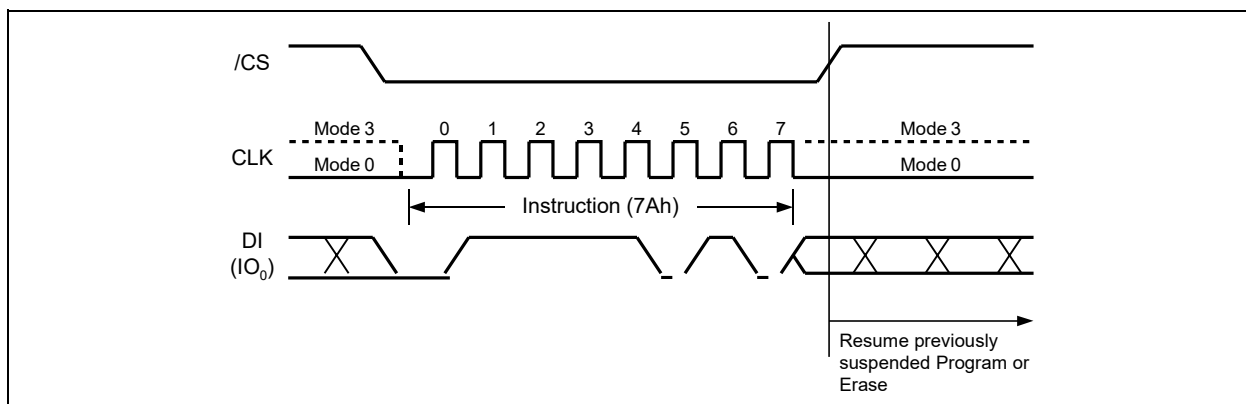 /CS
Mode 3
0 1 2 3 4 5 6 7
Mode 3
CLK
Mode 0
Mode 0
Instruction (7Ah)
DI
(IO₀)
Resume previously
suspended Program or
Erase